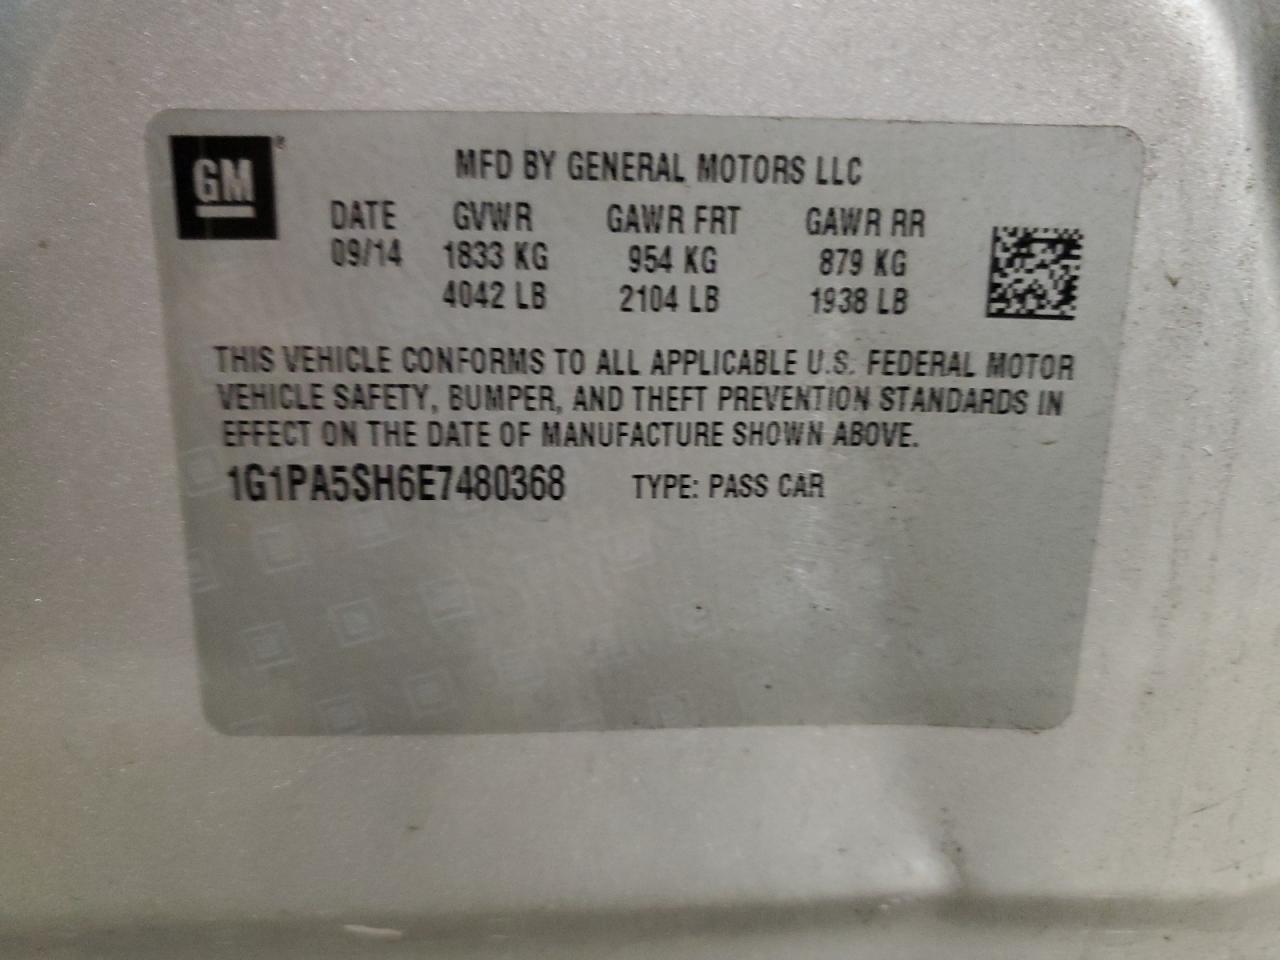 GM®
MFD BY GENERAL MOTORS LLC
DATE GVWR GAWR FRT GAWR RR
09/14 1833 KG 954 KG 879 KG
4042 LB 2104 LB 1938 LB
THIS VEHICLE CONFORMS TO ALL APPLICABLE U.S. FEDERAL MOTOR
VEHICLE SAFETY, BUMPER, AND THEFT PREVENTION STANDARDS IN
EFFECT ON THE DATE OF MANUFACTURE SHOWN ABOVE.
1G1PA5SH6E7480368 TYPE: PASS CAR